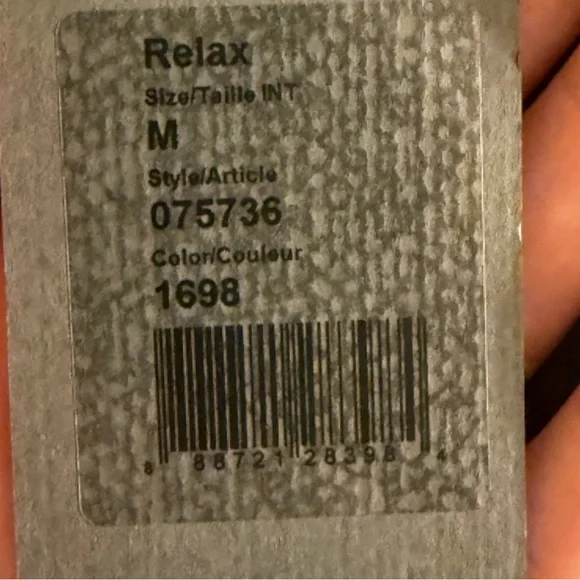 Relax
Size/Taille INT
M
Style/Article
075736
Color/Couleur
1698
8 88721 28398 4